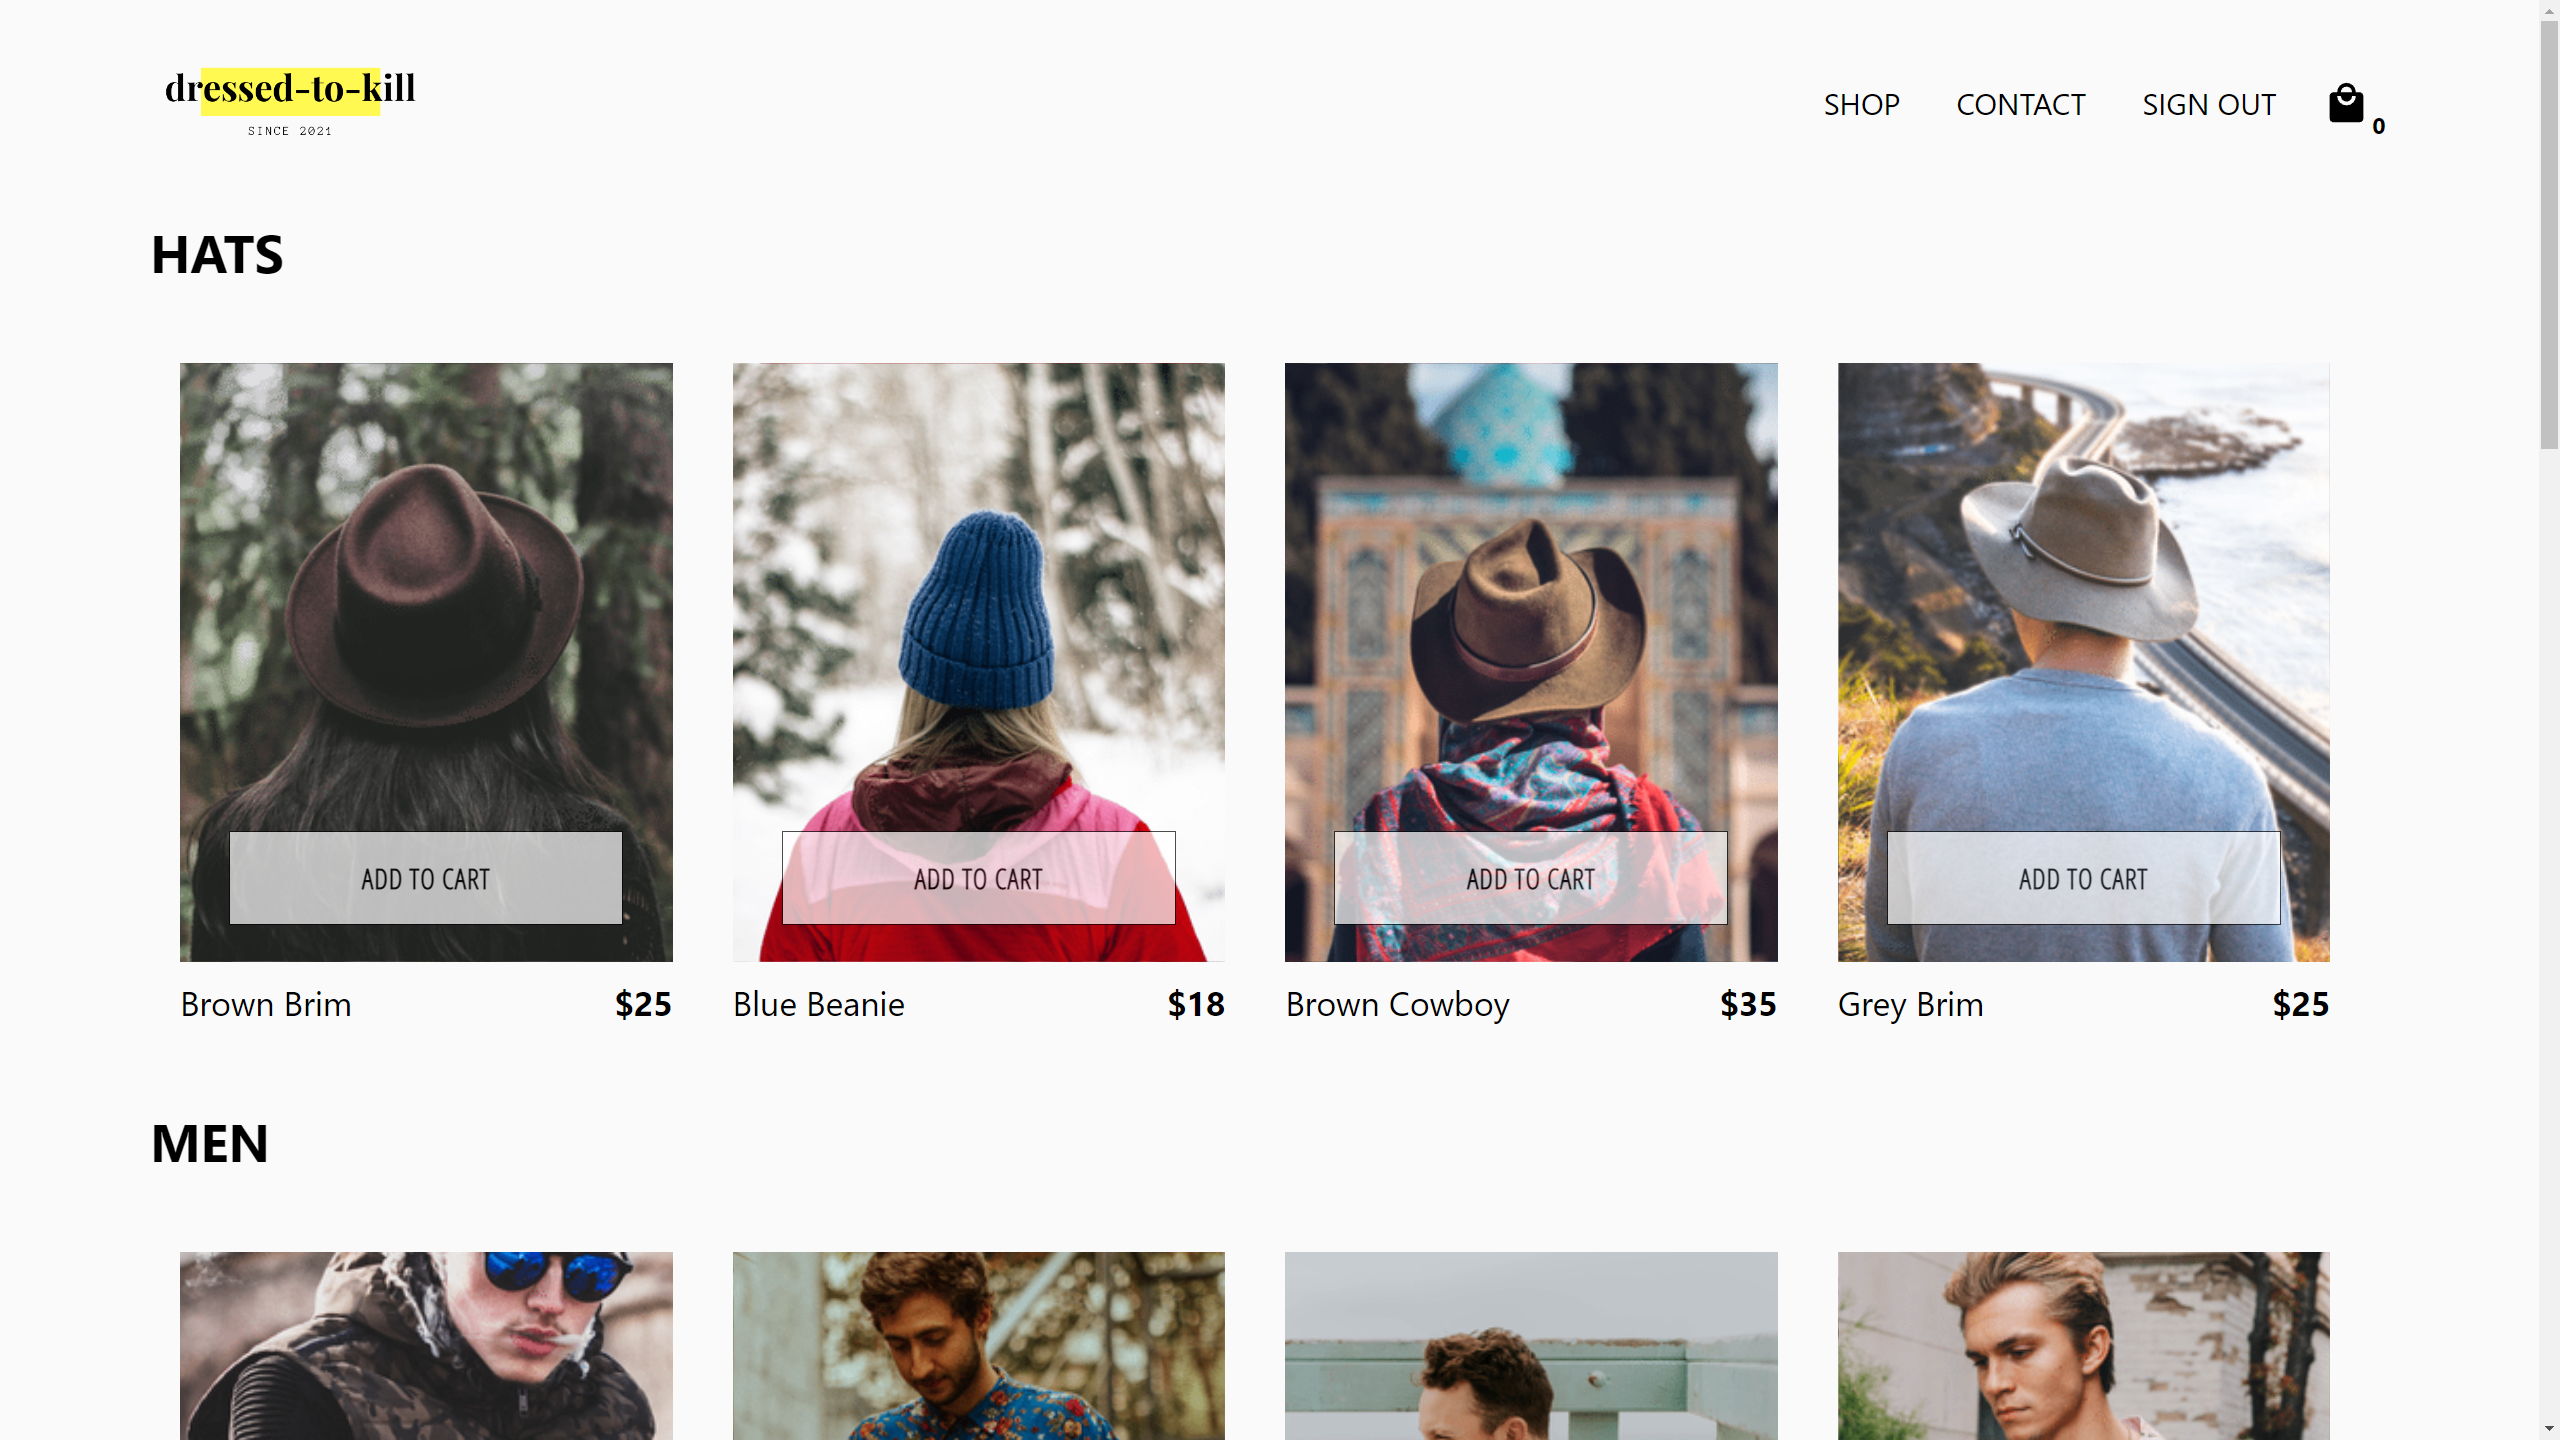 dressed-to-kill
SINCE 2021
SHOP CONTACT SIGN OUT 0
HATS
ADD TO CART ADD TO CART ADD TO CART ADD TO CART
Brown Brim $25 Blue Beanie $18 Brown Cowboy $35 Grey Brim $25
MEN